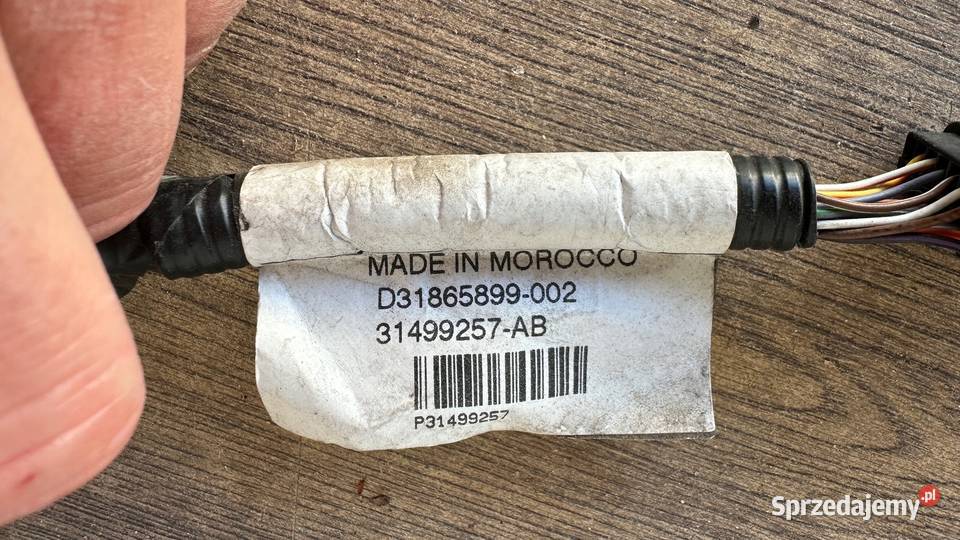 MADE IN MOROCCO
D31865899-002
31499257-AB
P31499257
Sprzedajemy.pl